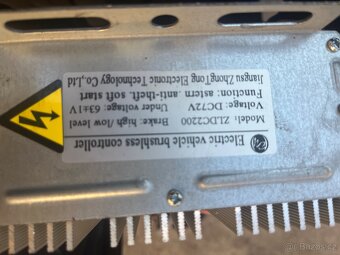 Electric vehicle brushless controller
Model: ZLDC2200 Brake: high /low level
Voltage: DC72V Under voltage: 63±1V
Function: astern, anti-theft, soft start
Jiangsu ZhongTong Electronic Technology Co.,Ltd